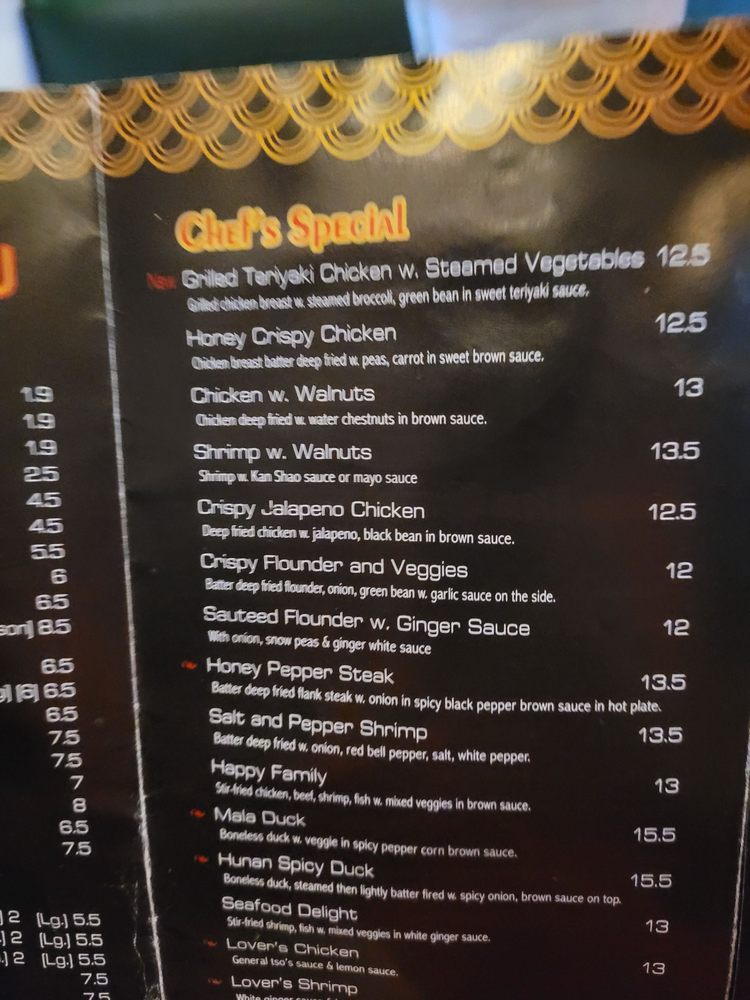 1.9
1.9
1.9
2.5
4.5
4.5
5.5
6
6.5
son) 8.5
6.5
(6) 6.5
6.5
7.5
7.5
7
8
6.5
7.5
) 2 (Lg.) 5.5
) 2 (Lg.) 5.5
.) 2 (Lg.) 5.5
7.5
7.5
Chef's Special
New Grilled Teriyaki Chicken w. Steamed Vegetables 12.5
Grilled chicken breast w. steamed broccoli, green bean in sweet teriyaki sauce.
Honey Crispy Chicken 12.5
Chicken breast batter deep fried w. peas, carrot in sweet brown sauce.
Chicken w. Walnuts 13
Chicken deep fried w. water chestnuts in brown sauce.
Shrimp w. Walnuts 13.5
Shrimp w. Kan Shao sauce or mayo sauce
Crispy Jalapeno Chicken 12.5
Deep fried chicken w. jalapeno, black bean in brown sauce.
Crispy Flounder and Veggies 12
Batter deep fried flounder, onion, green bean w. garlic sauce on the side.
Sauteed Flounder w. Ginger Sauce 12
With onion, snow peas & ginger white sauce
Honey Pepper Steak 13.5
Batter deep fried flank steak w. onion in spicy black pepper brown sauce in hot plate.
Salt and Pepper Shrimp 13.5
Batter deep fried w. onion, red bell pepper, salt, white pepper.
Happy Family 13
Stir-fried chicken, beef, shrimp, fish w. mixed veggies in brown sauce.
Mala Duck 15.5
Boneless duck w. veggie in spicy pepper corn brown sauce.
Hunan Spicy Duck 15.5
Boneless duck, steamed then lightly batter fired w. spicy onion, brown sauce on top.
Seafood Delight 13
Stir-fried shrimp, fish w. mixed veggies in white ginger sauce.
Lover's Chicken 13
General tso's sauce & lemon sauce.
Lover's Shrimp
White ginger sauce